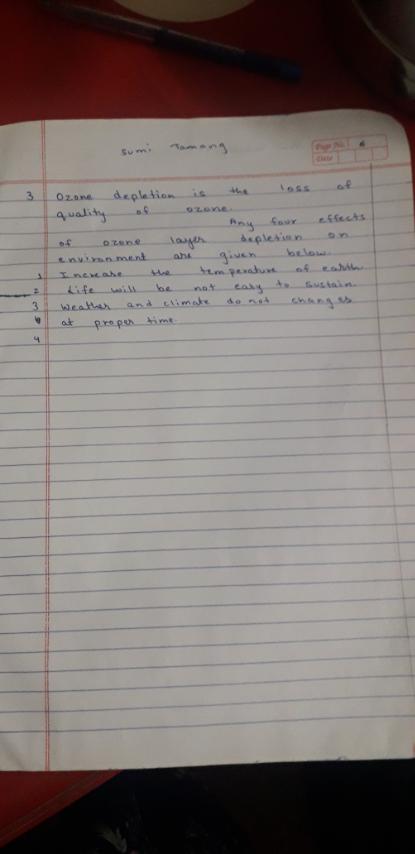 Sumi Tamang
Page No. 6
Date
3 Ozone depletion is the loss of
quality of ozone.
Any four effects
of ozone layer depletion on
environment are given below.
1 Increase the temperature of earth.
2 Life will be not easy to sustain.
3 Weather and climate do not changes
at proper time.
4